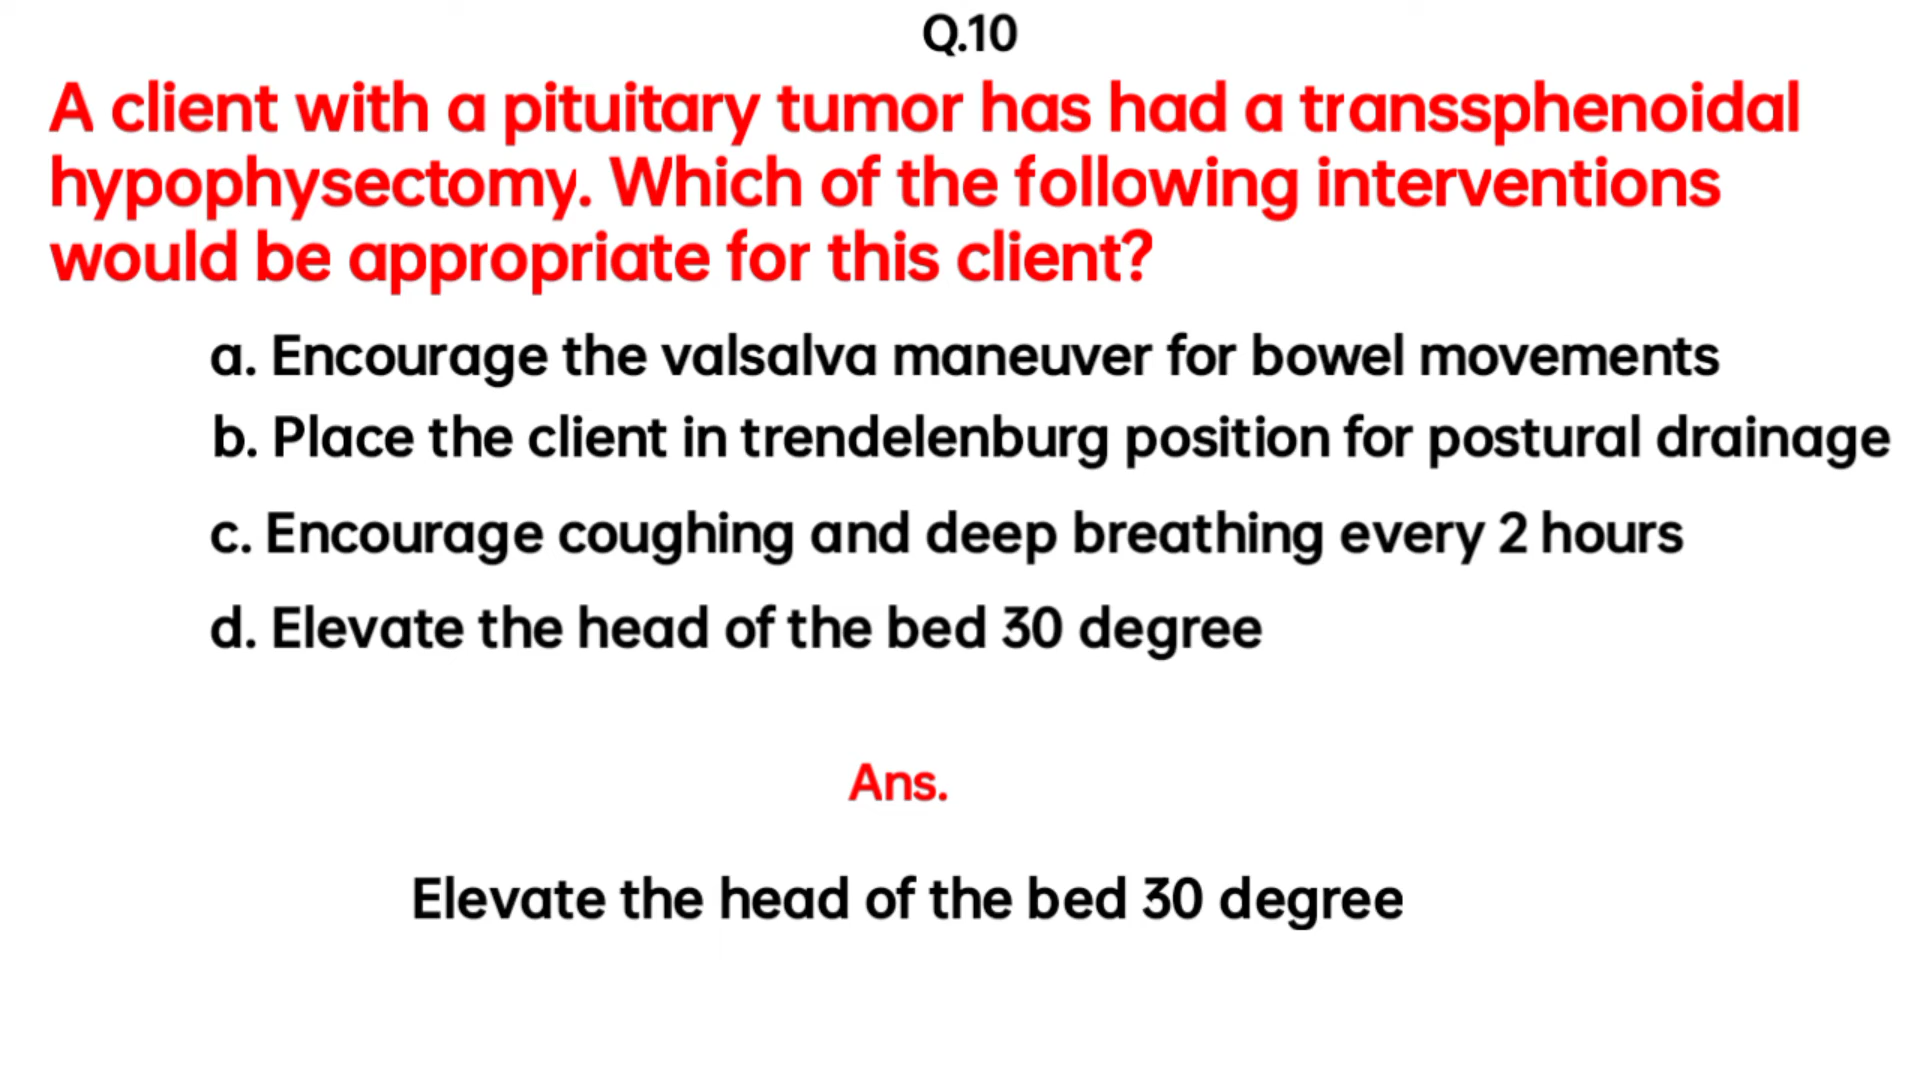 Q.10
A client with a pituitary tumor has had a transsphenoidal
hypophysectomy. Which of the following interventions
would be appropriate for this client?
a. Encourage the valsalva maneuver for bowel movements
b. Place the client in trendelenburg position for postural drainage
c. Encourage coughing and deep breathing every 2 hours
d. Elevate the head of the bed 30 degree
Ans.
Elevate the head of the bed 30 degree